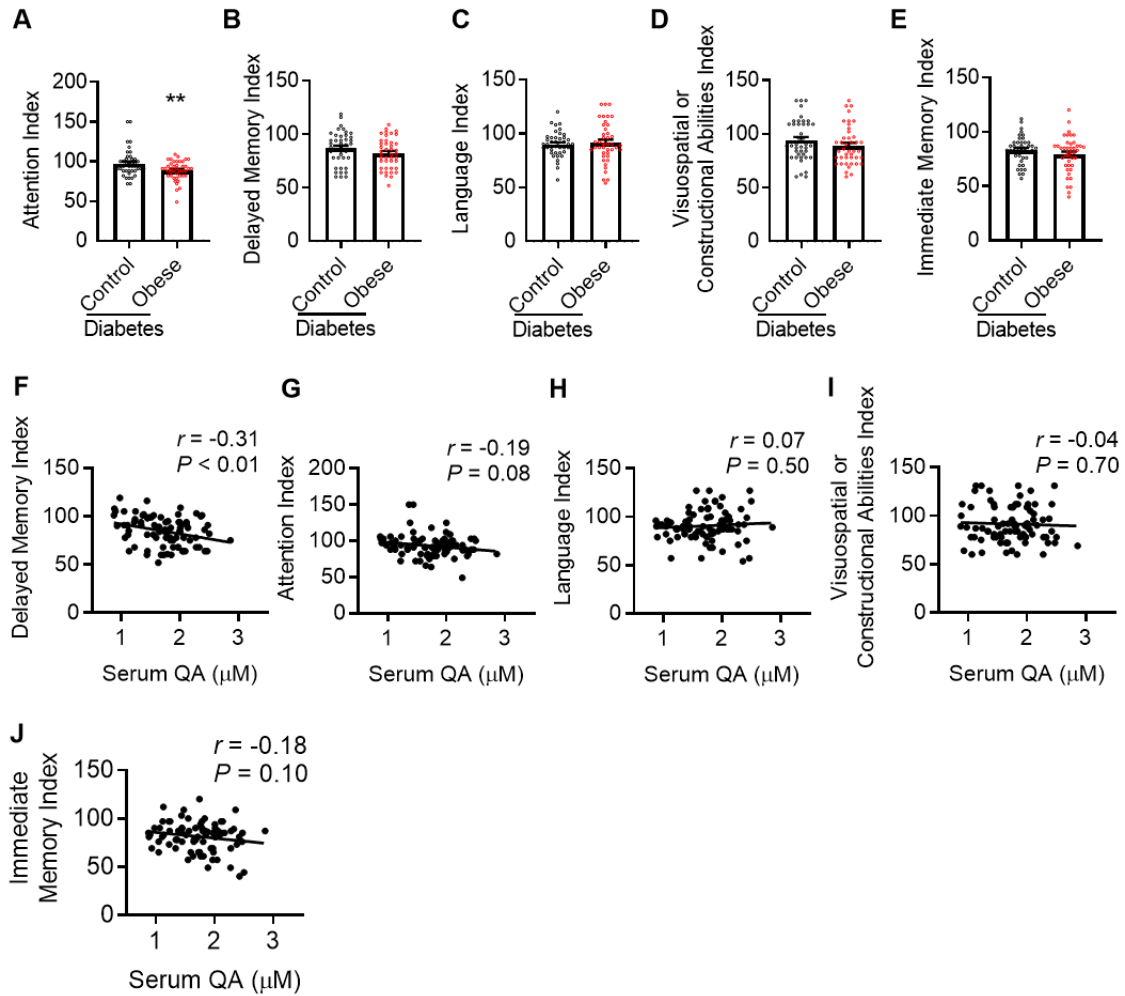 A
Attention Index
200
150
100
50
0
**
Control
Obese
Diabetes
B
Delayed Memory Index
150
100
50
0
Control
Obese
Diabetes
C
Language Index
150
100
50
0
Control
Obese
Diabetes
D
Visuospatial or
Constructional Abilities Index
150
100
50
0
Control
Obese
Diabetes
E
Immediate Memory Index
150
100
50
0
Control
Obese
Diabetes
F
r = -0.31
P < 0.01
Delayed Memory Index
150
100
50
0
1 2 3
Serum QA (μM)
G
r = -0.19
P = 0.08
Attention Index
200
150
100
50
0
1 2 3
Serum QA (μM)
H
r = 0.07
P = 0.50
Language Index
150
100
50
0
1 2 3
Serum QA (μM)
I
r = -0.04
P = 0.70
Visuospatial or
Constructional Abilities Index
150
100
50
0
1 2 3
Serum QA (μM)
J
r = -0.18
P = 0.10
Immediate
Memory Index
150
100
50
0
1 2 3
Serum QA (μM)